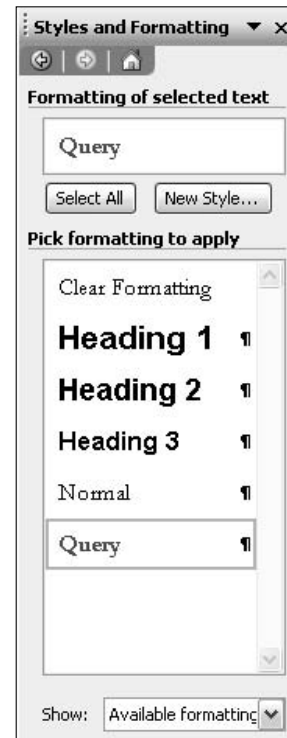 Styles and Formatting
Formatting of selected text
Query
Select All New Style...
Pick formatting to apply
Clear Formatting
Heading 1 ¶
Heading 2 ¶
Heading 3 ¶
Normal ¶
Query ¶
Show: Available formatting